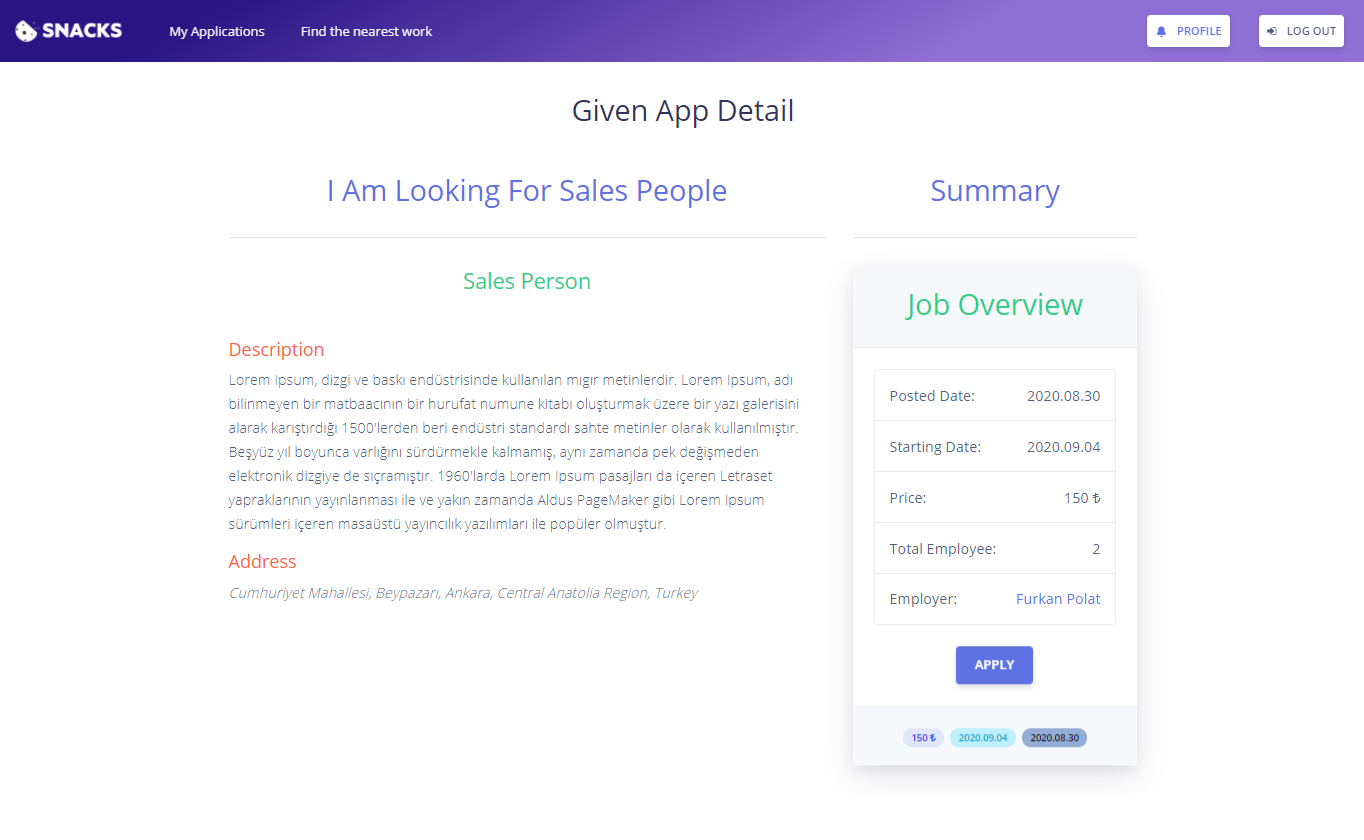 SNACKS My Applications Find the nearest work PROFILE LOG OUT
Given App Detail
I Am Looking For Sales People
Sales Person
Description
Lorem Ipsum, dizgi ve baskı endüstrisinde kullanılan mıgır metinlerdir. Lorem Ipsum, adı
bilinmeyen bir matbaacının bir hurufat numune kitabı oluşturmak üzere bir yazı galerisini
alarak karıştırdığı 1500'lerden beri endüstri standardı sahte metinler olarak kullanılmıştır.
Beşyüz yıl boyunca varlığını sürdürmekle kalmamış, aynı zamanda pek değişmeden
elektronik dizgiye de sıçramıştır. 1960'larda Lorem Ipsum pasajları da içeren Letraset
yapraklarının yayınlanması ile ve yakın zamanda Aldus PageMaker gibi Lorem Ipsum
sürümleri içeren masaüstü yayıncılık yazılımları ile popüler olmuştur.
Address
Cumhuriyet Mahallesi, Beypazarı, Ankara, Central Anatolia Region, Turkey
Summary
Job Overview
Posted Date: 2020.08.30
Starting Date: 2020.09.04
Price: 150 ₺
Total Employee: 2
Employer: Furkan Polat
APPLY
150 ₺ 2020.09.04 2020.08.30